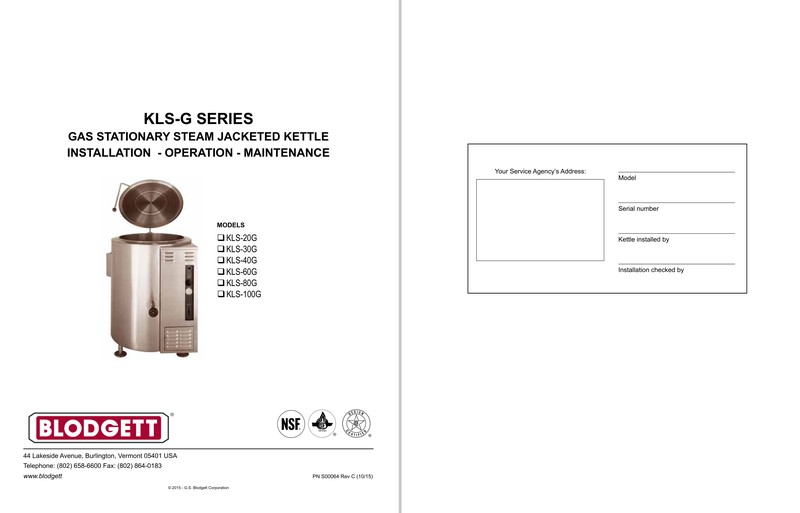 KLS-G SERIES
GAS STATIONARY STEAM JACKETED KETTLE
INSTALLATION - OPERATION - MAINTENANCE
MODELS
❑ KLS-20G
❑ KLS-30G
❑ KLS-40G
❑ KLS-60G
❑ KLS-80G
❑ KLS-100G
BLODGETT®
NSF
DESIGN
CERTIFIED
44 Lakeside Avenue, Burlington, Vermont 05401 USA
Telephone: (802) 658-6600 Fax: (802) 864-0183
www.blodgett
PN S00064 Rev C (10/15)
© 2015 - G.S. Blodgett Corporation
Your Service Agency's Address:
Model
Serial number
Kettle installed by
Installation checked by